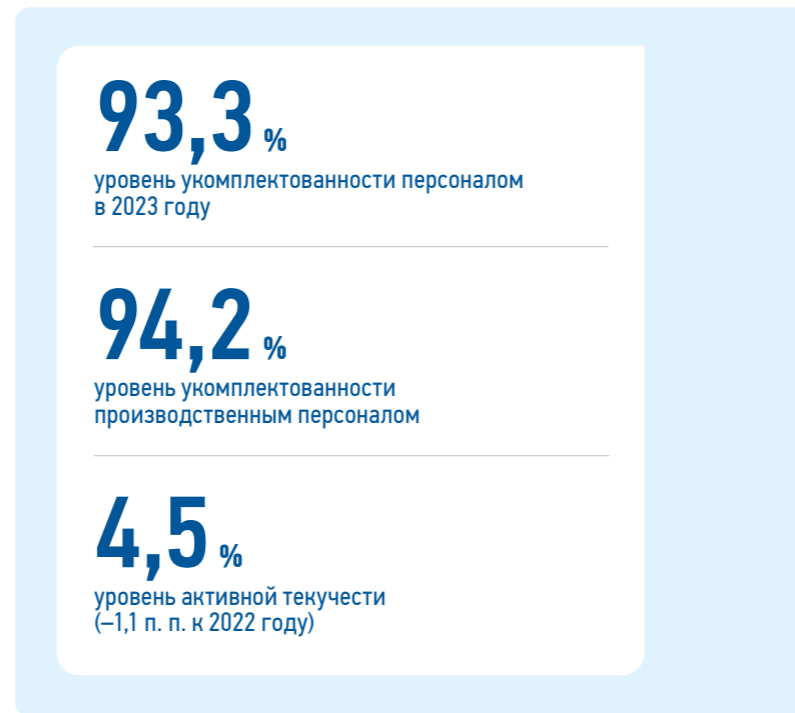 93,3 %
уровень укомплектованности персоналом
в 2023 году
94,2 %
уровень укомплектованности
производственным персоналом
4,5 %
уровень активной текучести
(–1,1 п. п. к 2022 году)